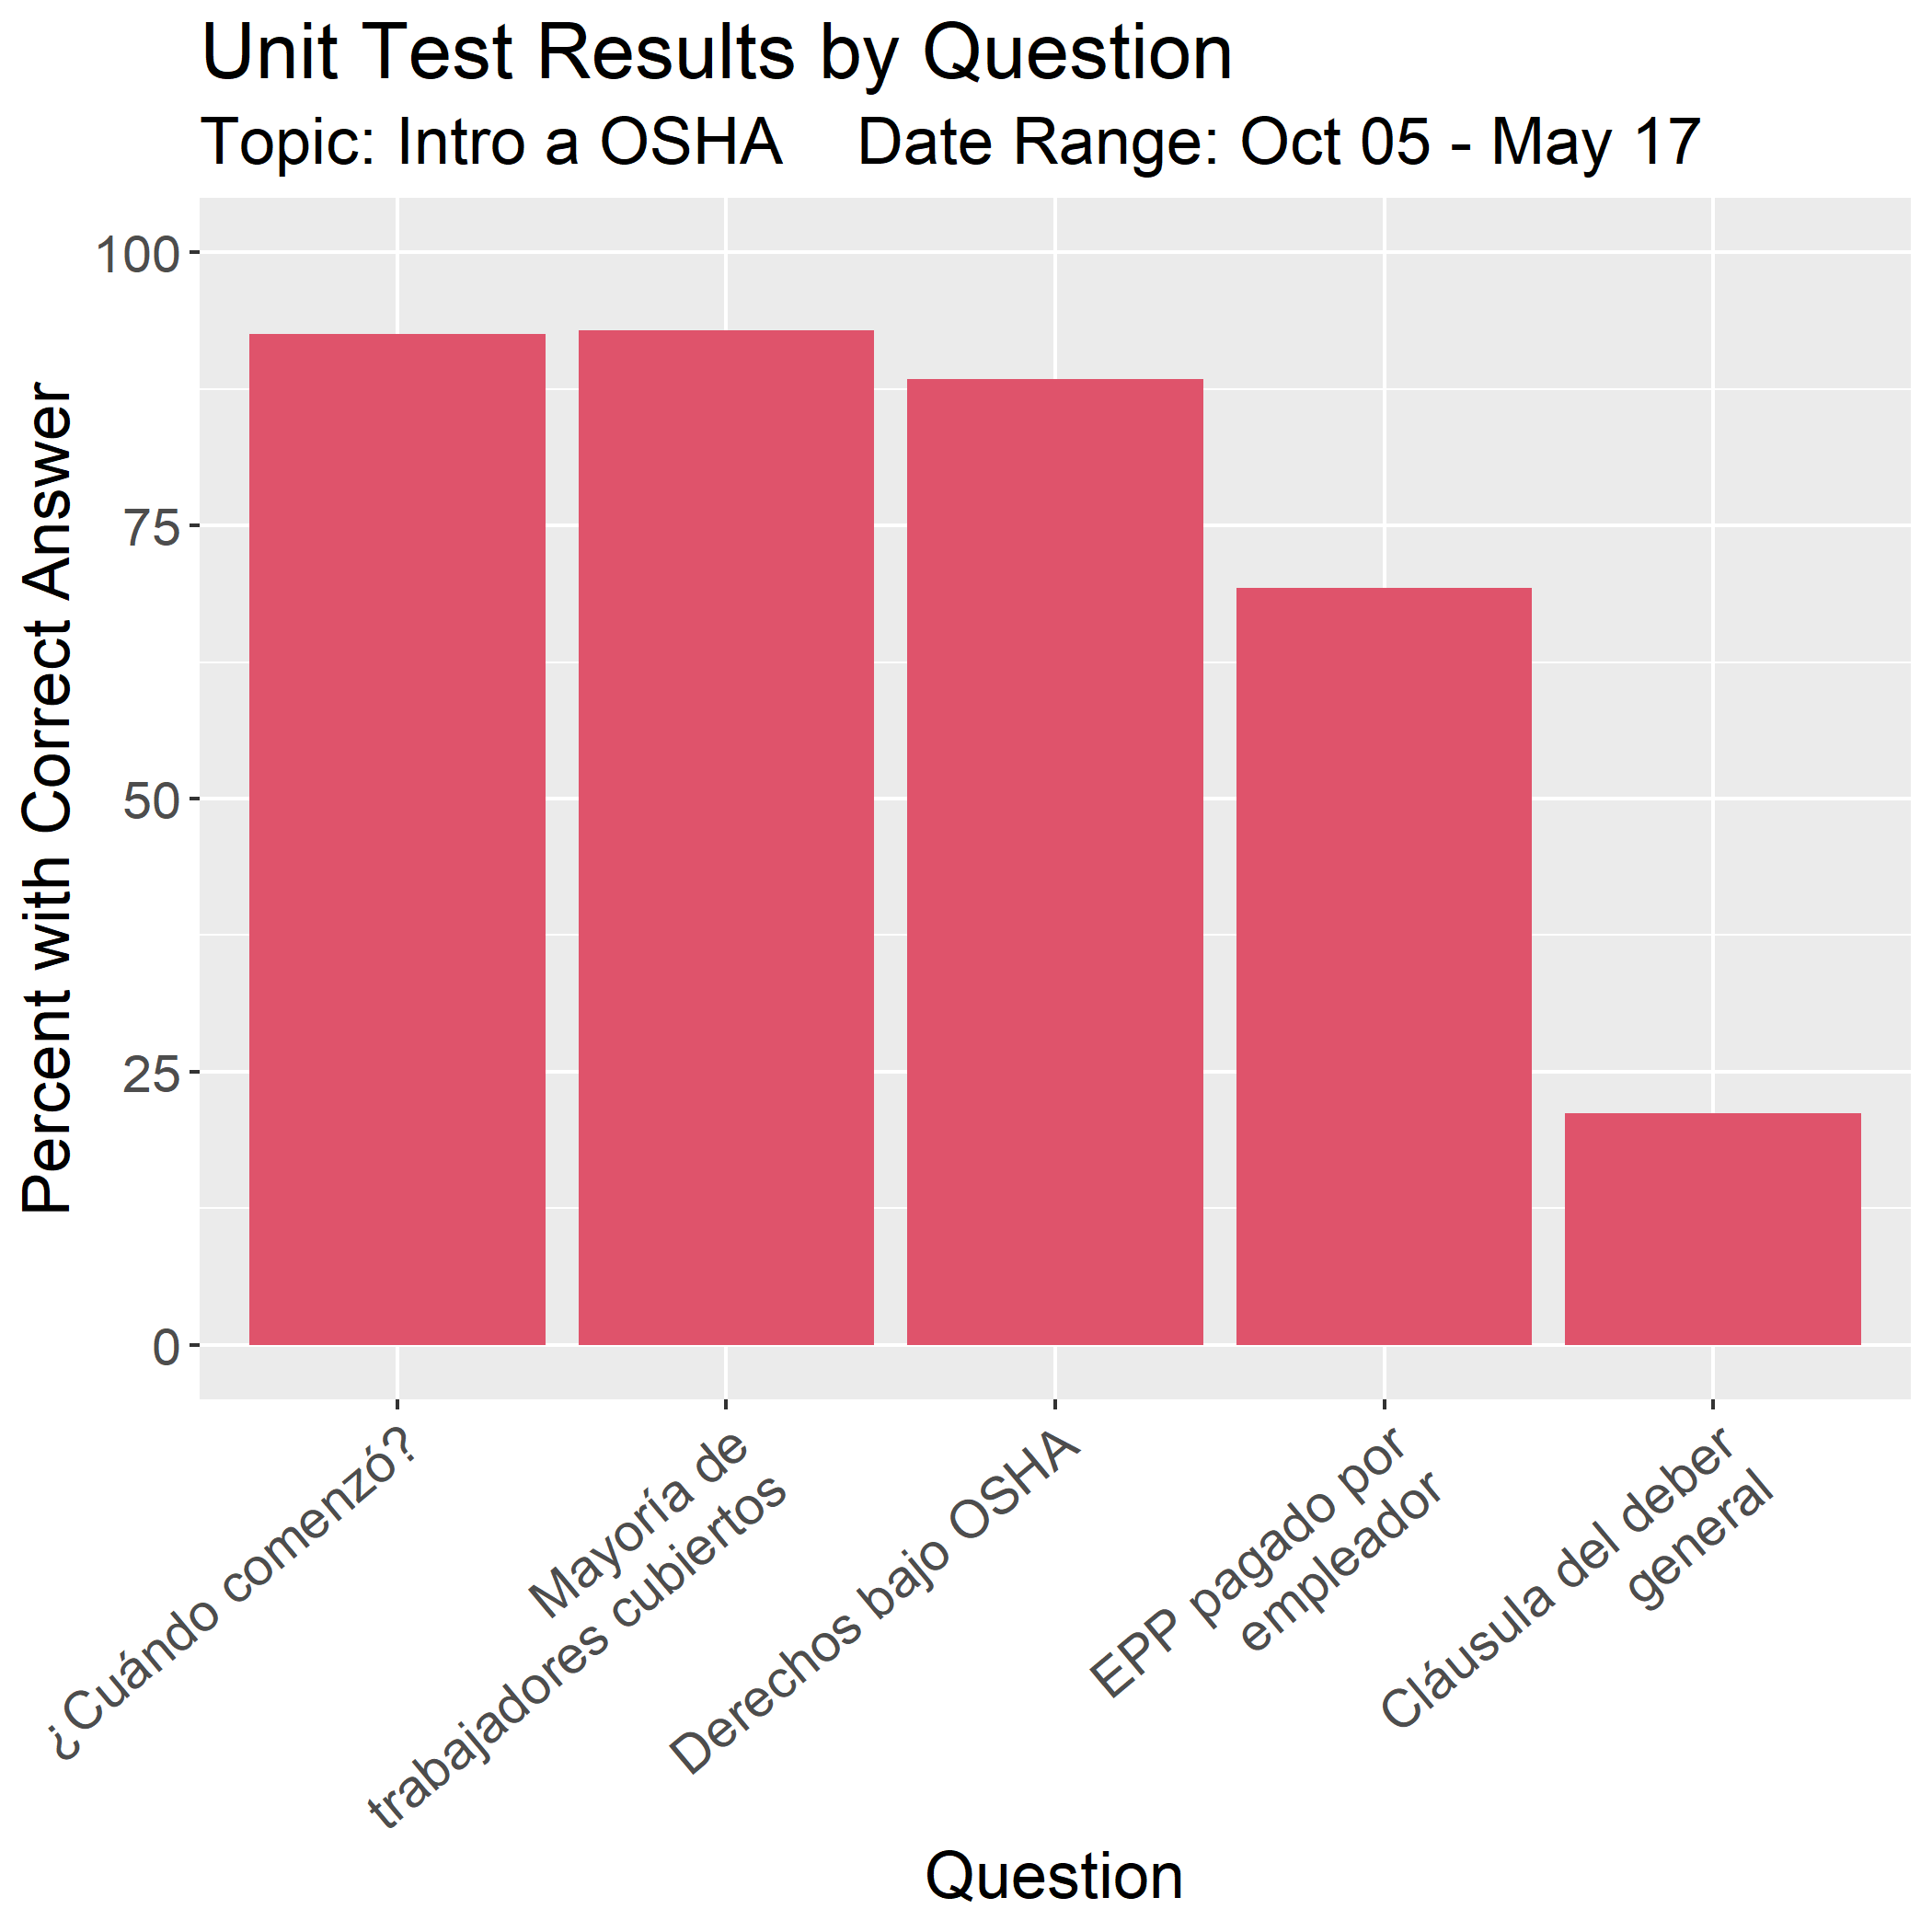 Unit Test Results by Question
Topic: Intro a OSHA    Date Range: Oct 05 - May 17
Percent with Correct Answer
100
75
50
25
0
¿Cuándo comenzó?
Mayoría de
trabajadores cubiertos
Derechos bajo OSHA
EPP pagado por
empleador
Cláusula del deber
general
Question